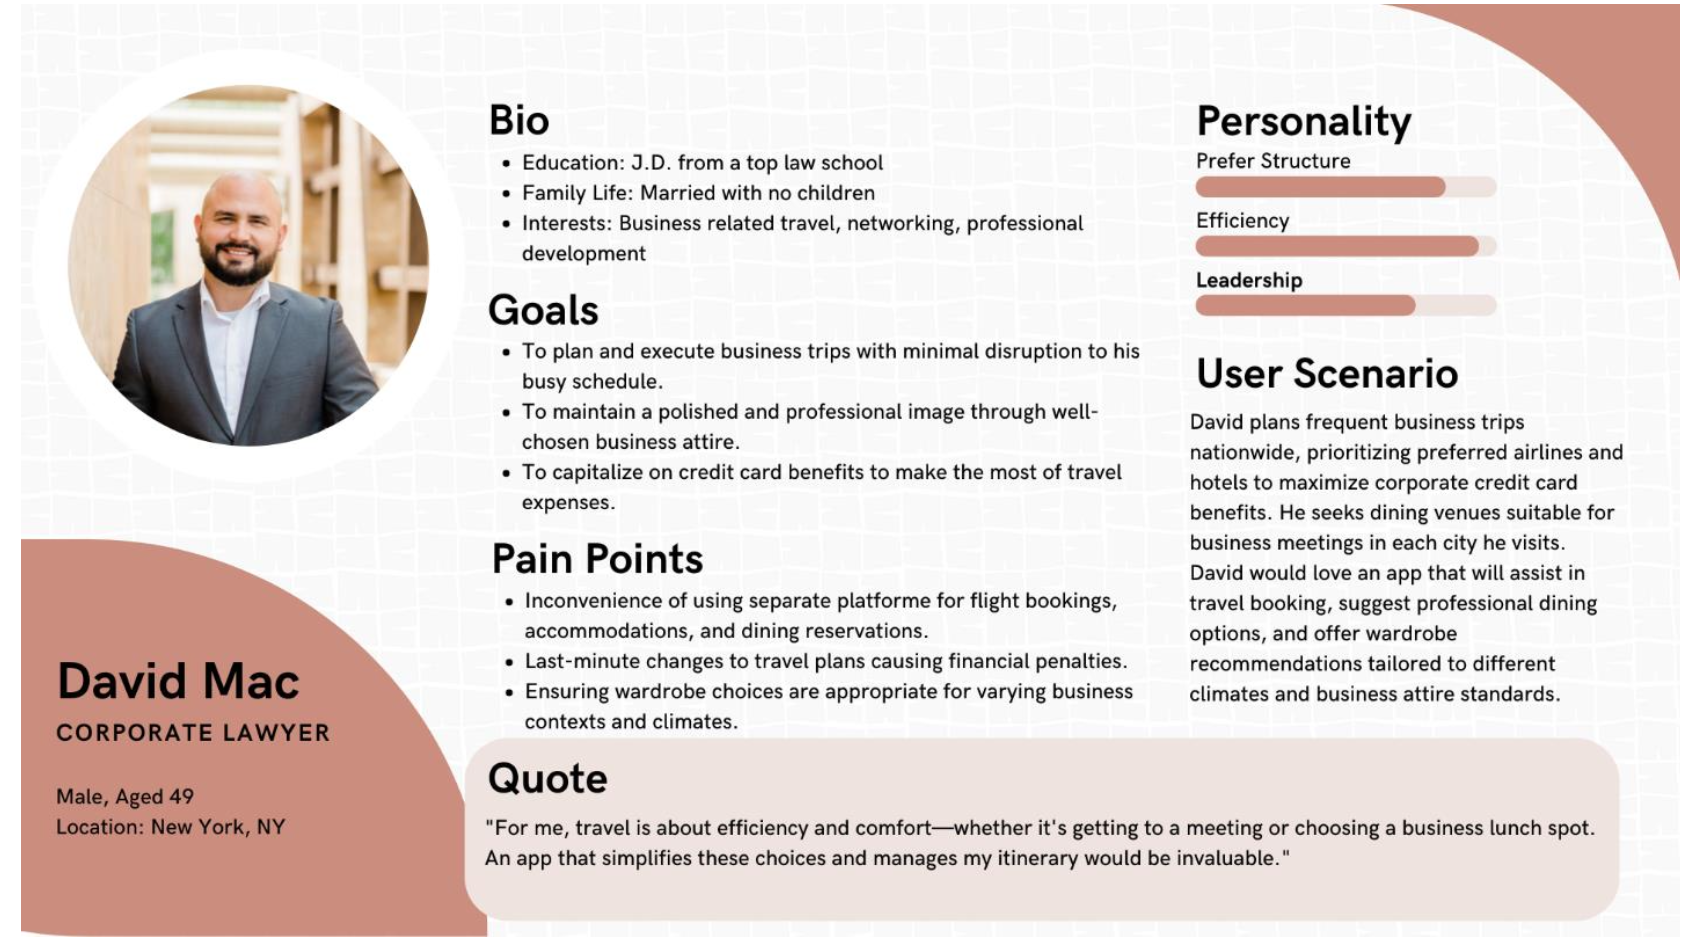 Bio
• Education: J.D. from a top law school
• Family Life: Married with no children
• Interests: Business related travel, networking, professional
development
Goals
• To plan and execute business trips with minimal disruption to his
busy schedule.
• To maintain a polished and professional image through well-
chosen business attire.
• To capitalize on credit card benefits to make the most of travel
expenses.
Pain Points
• Inconvenience of using separate platforme for flight bookings,
accommodations, and dining reservations.
• Last-minute changes to travel plans causing financial penalties.
• Ensuring wardrobe choices are appropriate for varying business
contexts and climates.
Personality
Prefer Structure
Efficiency
Leadership
User Scenario
David plans frequent business trips
nationwide, prioritizing preferred airlines and
hotels to maximize corporate credit card
benefits. He seeks dining venues suitable for
business meetings in each city he visits.
David would love an app that will assist in
travel booking, suggest professional dining
options, and offer wardrobe
recommendations tailored to different
climates and business attire standards.
David Mac
CORPORATE LAWYER
Male, Aged 49
Location: New York, NY
Quote
"For me, travel is about efficiency and comfort—whether it's getting to a meeting or choosing a business lunch spot.
An app that simplifies these choices and manages my itinerary would be invaluable."